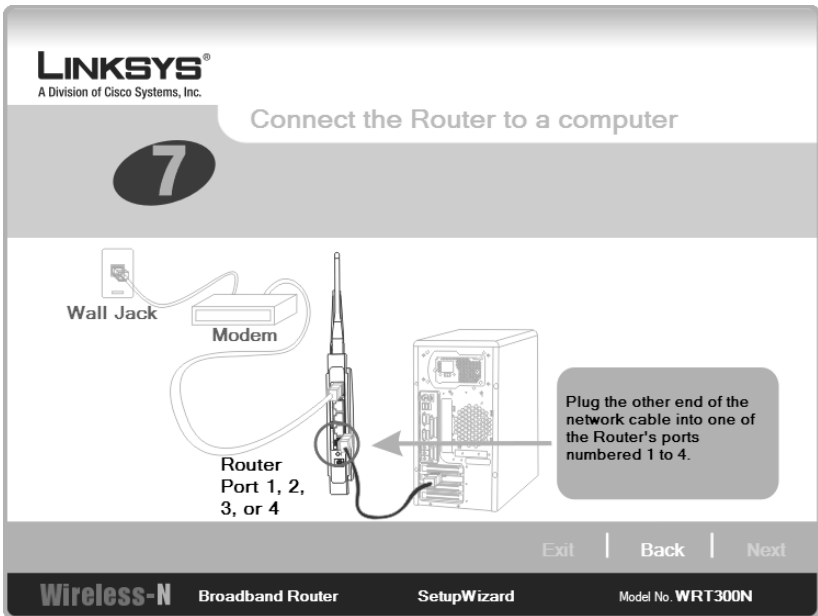 LINKSYS®
A Division of Cisco Systems, Inc.
Connect the Router to a computer
7
Wall Jack
Modem
Router
Port 1, 2,
3, or 4
Plug the other end of the
network cable into one of
the Router's ports
numbered 1 to 4.
Exit Back Next
Wireless-N Broadband Router SetupWizard Model No. WRT300N